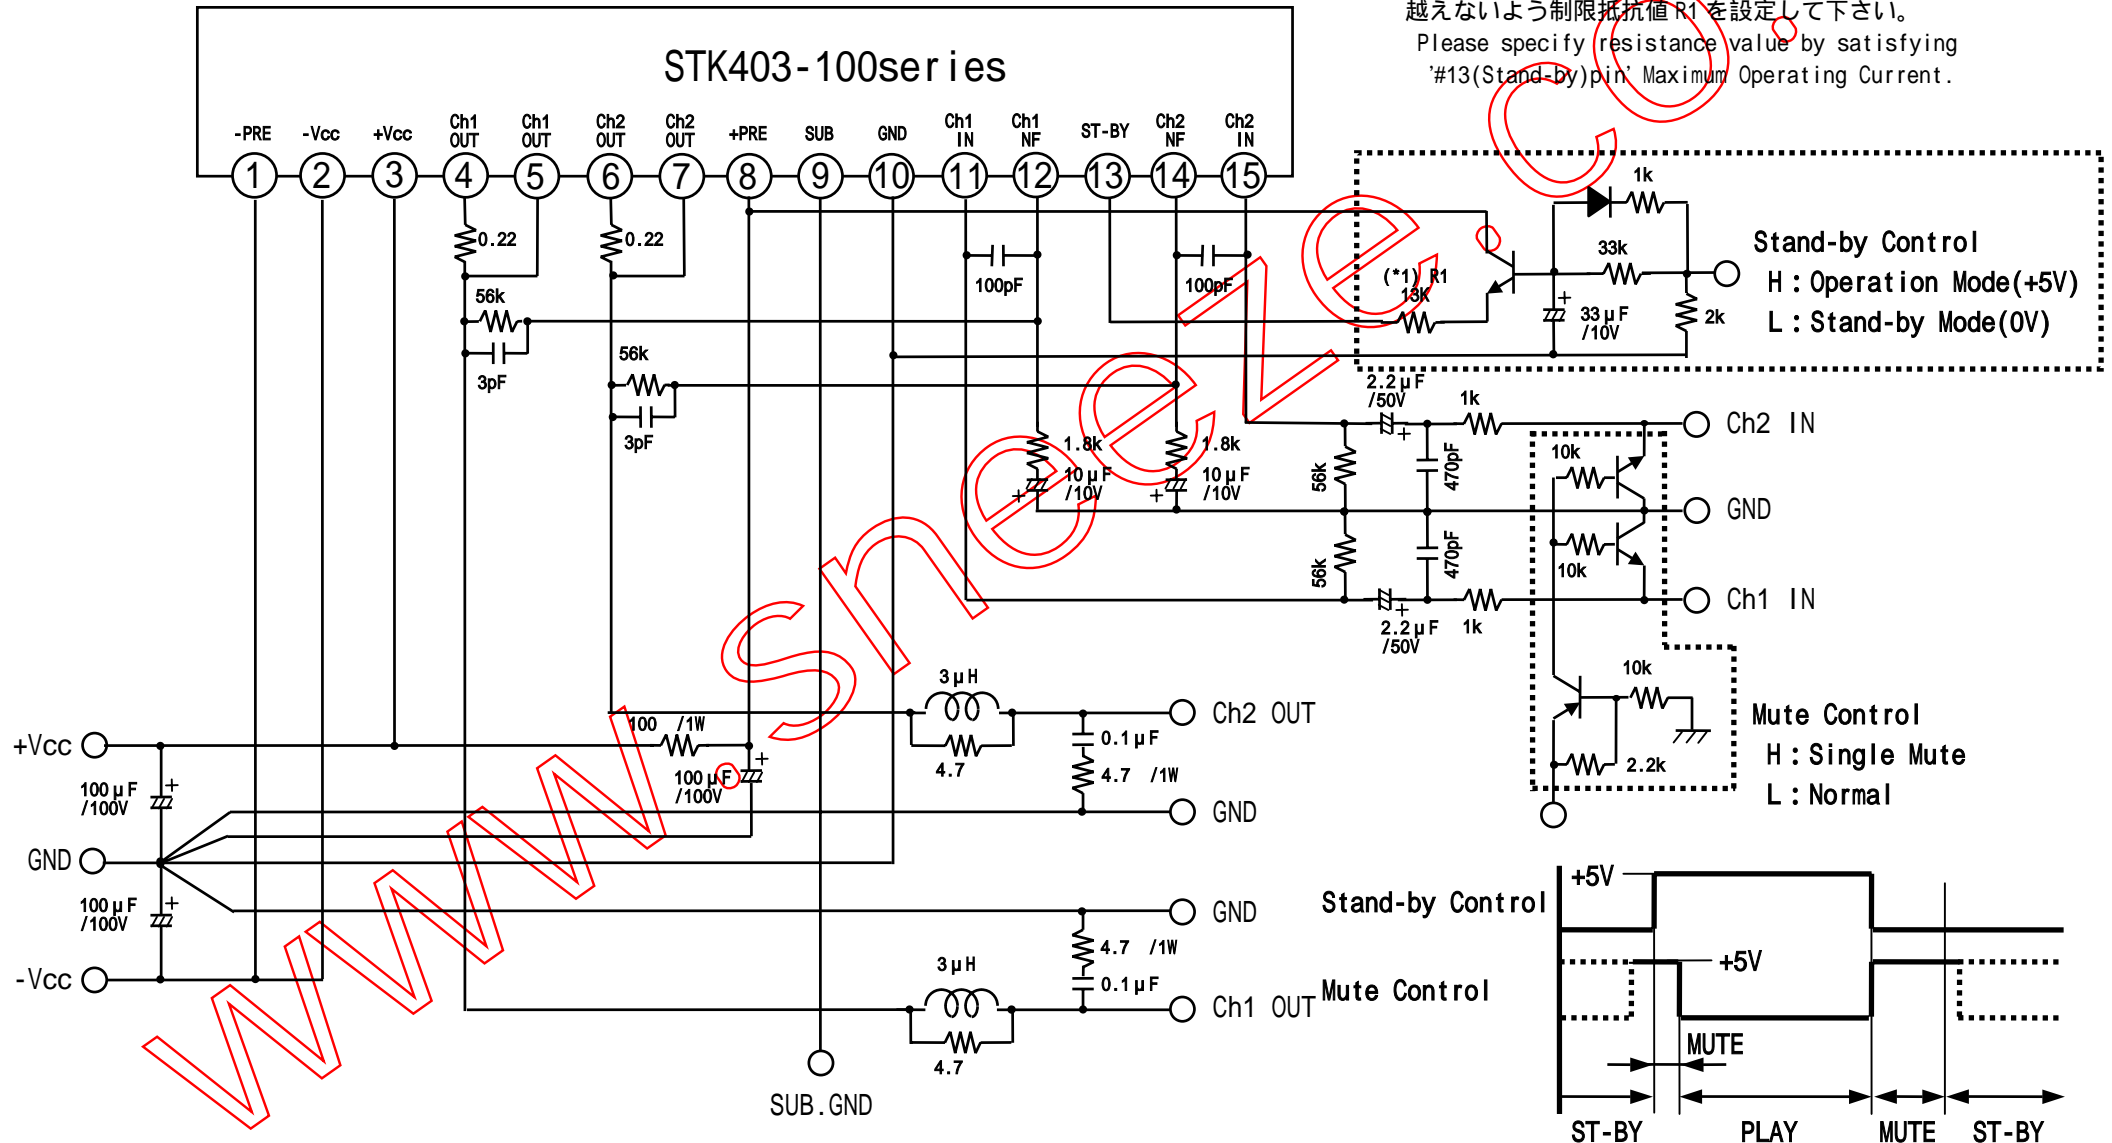 越えないよう制限抵抗値 R1 を設定して下さい。
Please specify resistance value by satisfying
'#13(Stand-by)pin' Maximum Operating Current.
STK403-100series
-PRE
-Vcc
+Vcc
Ch1 OUT
Ch1 OUT
Ch2 OUT
Ch2 OUT
+PRE
SUB
GND
Ch1 IN
Ch1 NF
ST-BY
Ch2 NF
Ch2 IN
1 2 3 4 5 6 7 8 9 10 11 12 13 14 15
0.22
0.22
56k
3pF
56k
3pF
100pF
100pF
(*1) R1
13K
1k
33k
33μF
/10V
2k
Stand-by Control
H:Operation Mode(+5V)
L:Stand-by Mode(0V)
1.8k
10μF
/10V
1.8k
10μF
/10V
2.2μF
/50V
1k
Ch2 IN
56k
470pF
10k
GND
56k
470pF
10k
2.2μF
/50V
1k
Ch1 IN
10k
2.2k
Mute Control
H:Single Mute
L:Normal
+Vcc
100μF
/100V
GND
100μF
/100V
-Vcc
100 /1W
100μF
/100V
3μH
4.7
Ch2 OUT
0.1μF
4.7 /1W
GND
GND
4.7 /1W
0.1μF
3μH
4.7
Ch1 OUT
SUB.GND
Stand-by Control
+5V
Mute Control
+5V
MUTE
ST-BY
PLAY
MUTE
ST-BY